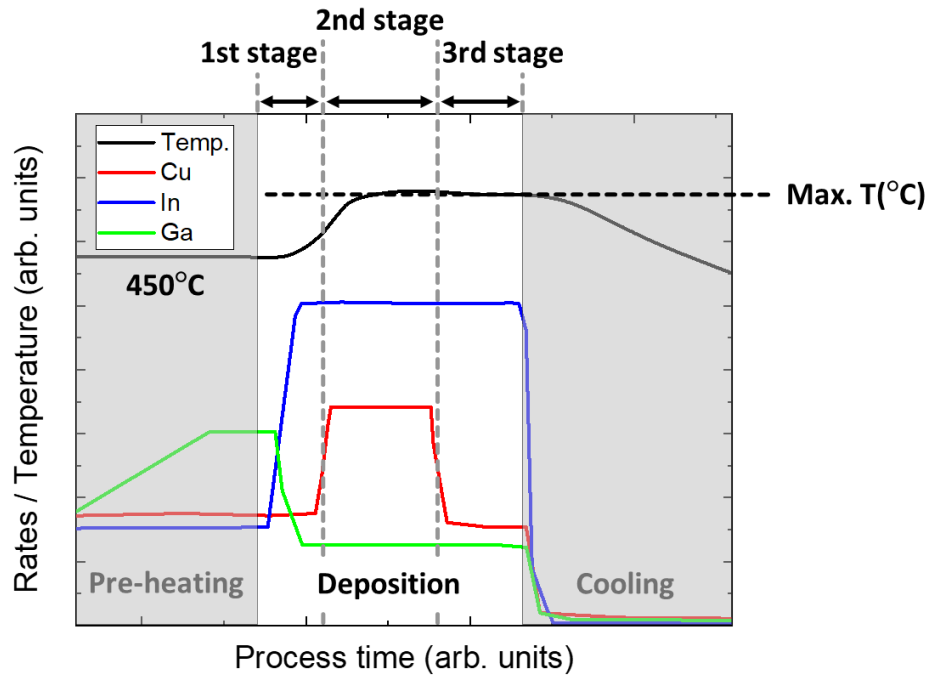 2nd stage
1st stage
3rd stage
Temp.
Cu
In
Ga
Max. T(°C)
450°C
Pre-heating
Deposition
Cooling
Rates / Temperature (arb. units)
Process time (arb. units)